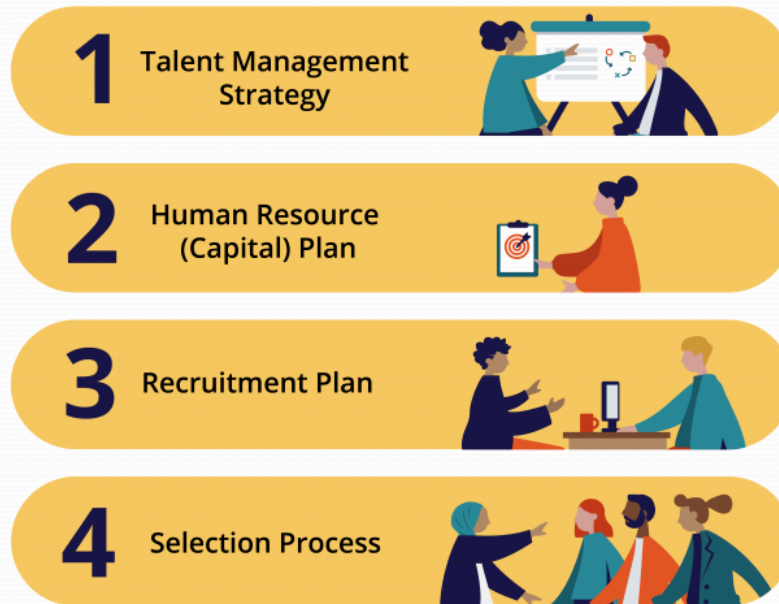 1
Talent Management
Strategy
2
Human Resource
(Capital) Plan
3
Recruitment Plan
4
Selection Process